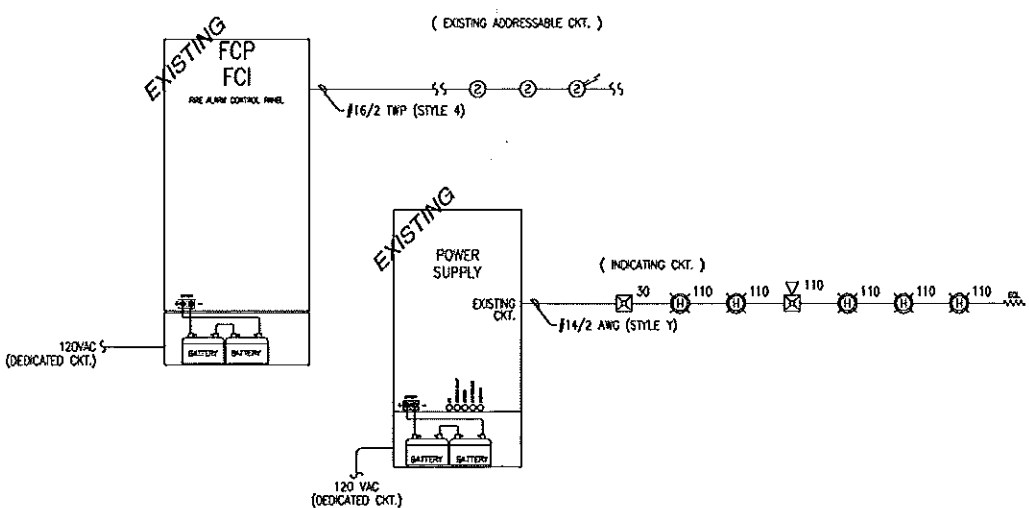 ( EXISTING ADDRESSABLE CKT. )
EXISTING
FCP
FCI
FIRE ALARM CONTROL PANEL
2 2 2
#16/2 TWP (STYLE 4)
120VAC
(DEDICATED CKT.)
BATTERY BATTERY
EXISTING
POWER
SUPPLY
EXISTING
CKT.
( INDICATING CKT. )
30 110 110 110 110 110 110
H H H H H
EOL
#14/2 AWG (STYLE Y)
BATTERY BATTERY
120 VAC
(DEDICATED CKT.)